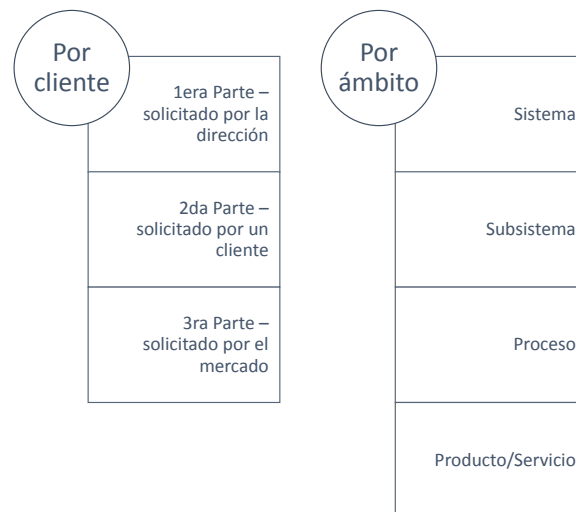 Por
cliente
1era Parte –
solicitado por la
dirección
2da Parte –
solicitado por un
cliente
3ra Parte –
solicitado por el
mercado
Por
ámbito
Sistema
Subsistema
Proceso
Producto/Servicio